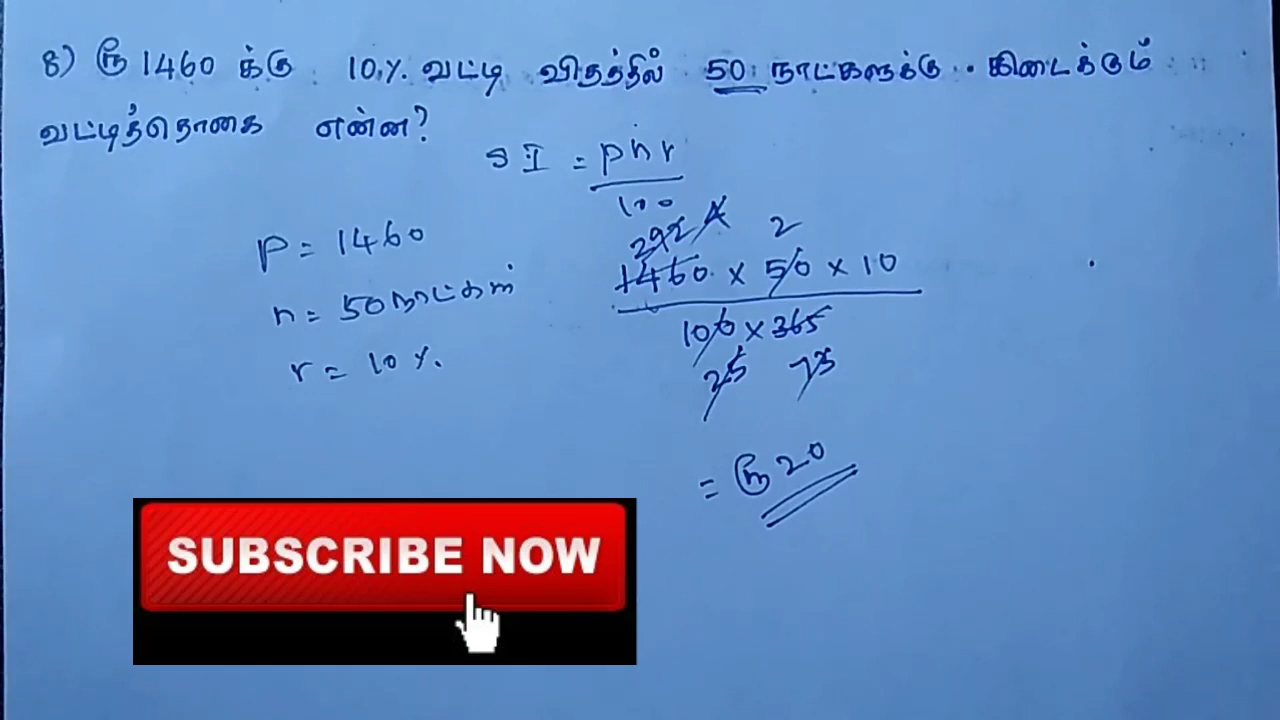 8) ரூ 1460 க்கு 10% வட்டி விதத்தில் 50 நாட்களுக்கு கிடைக்கும்
வட்டித்தொகை என்ன?
SI = pnr
100
P = 1460
n = 50 நாட்கள்
r = 10%
292 4 2
1460 x 50 x 10
100 x 365
25 73
= ரூ 20
SUBSCRIBE NOW